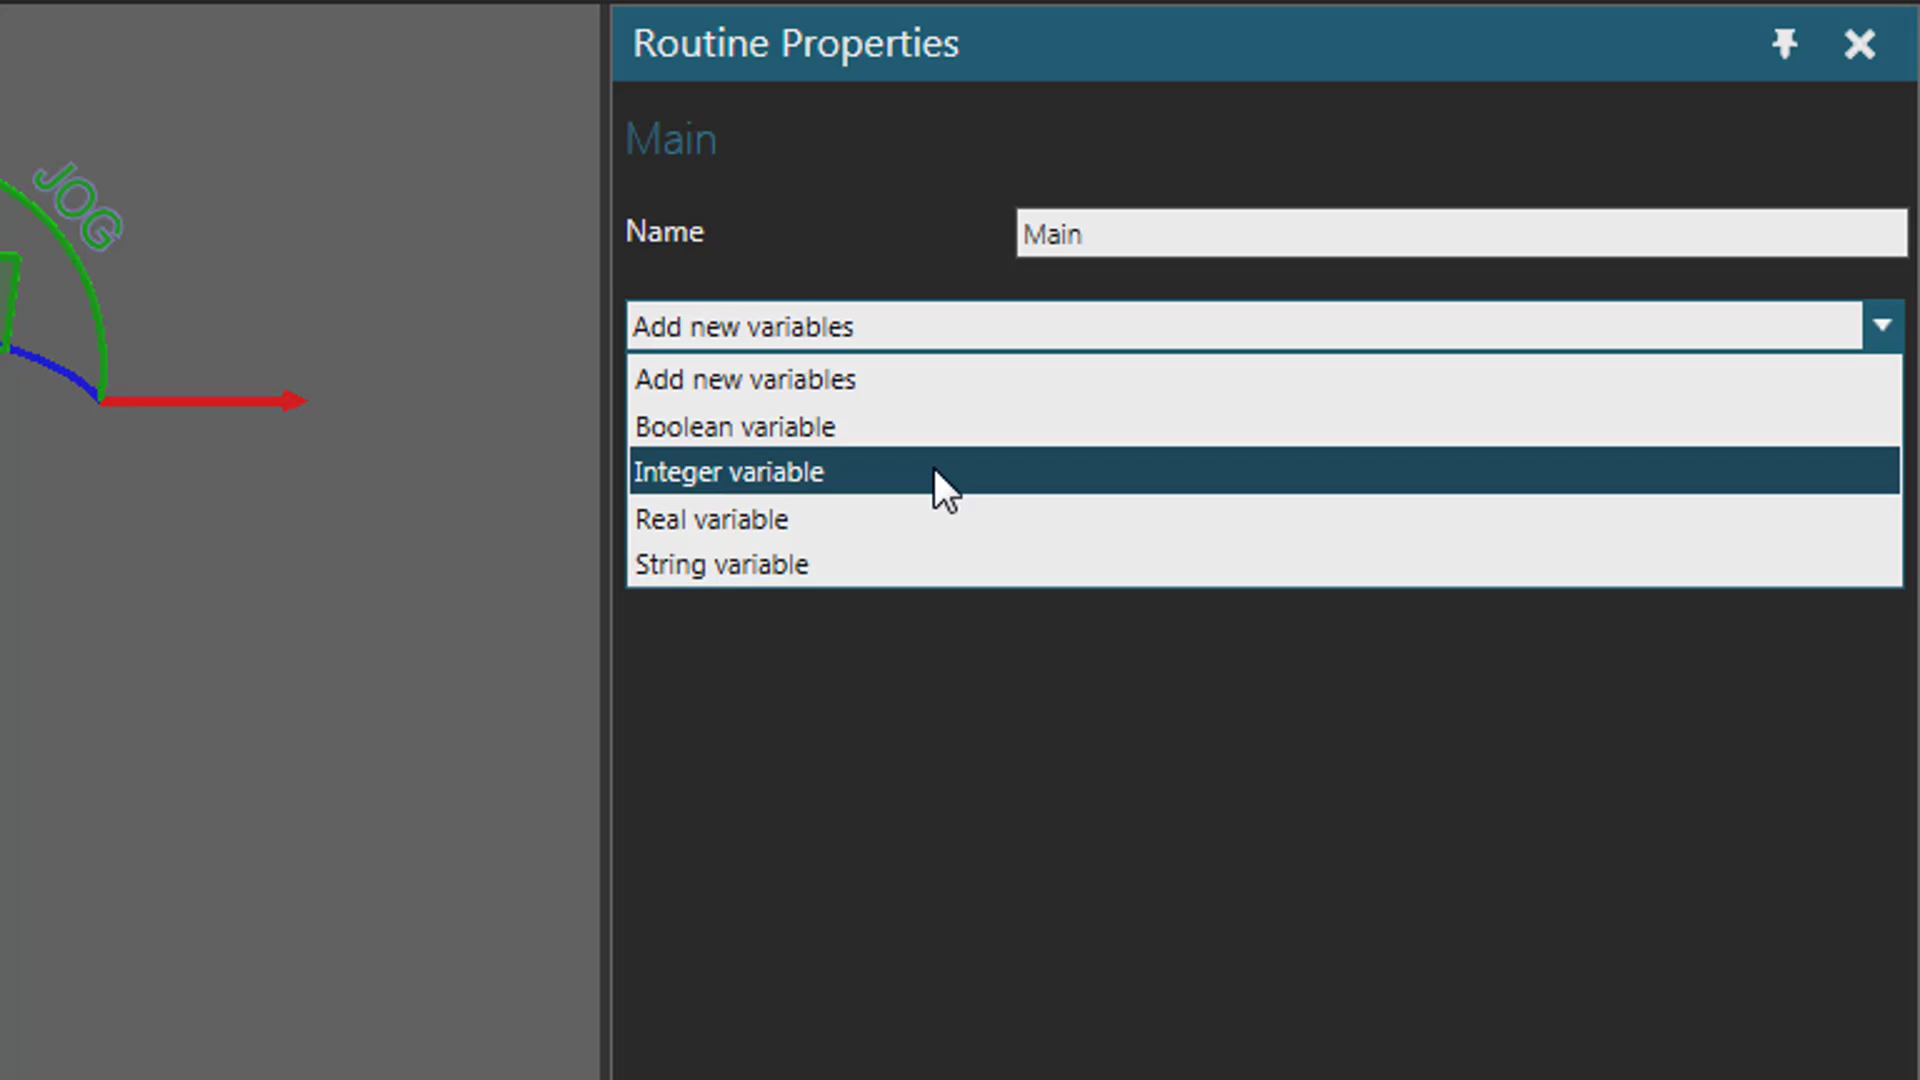 Routine Properties
Main
Name
Main
JOG
Add new variables
Add new variables
Boolean variable
Integer variable
Real variable
String variable